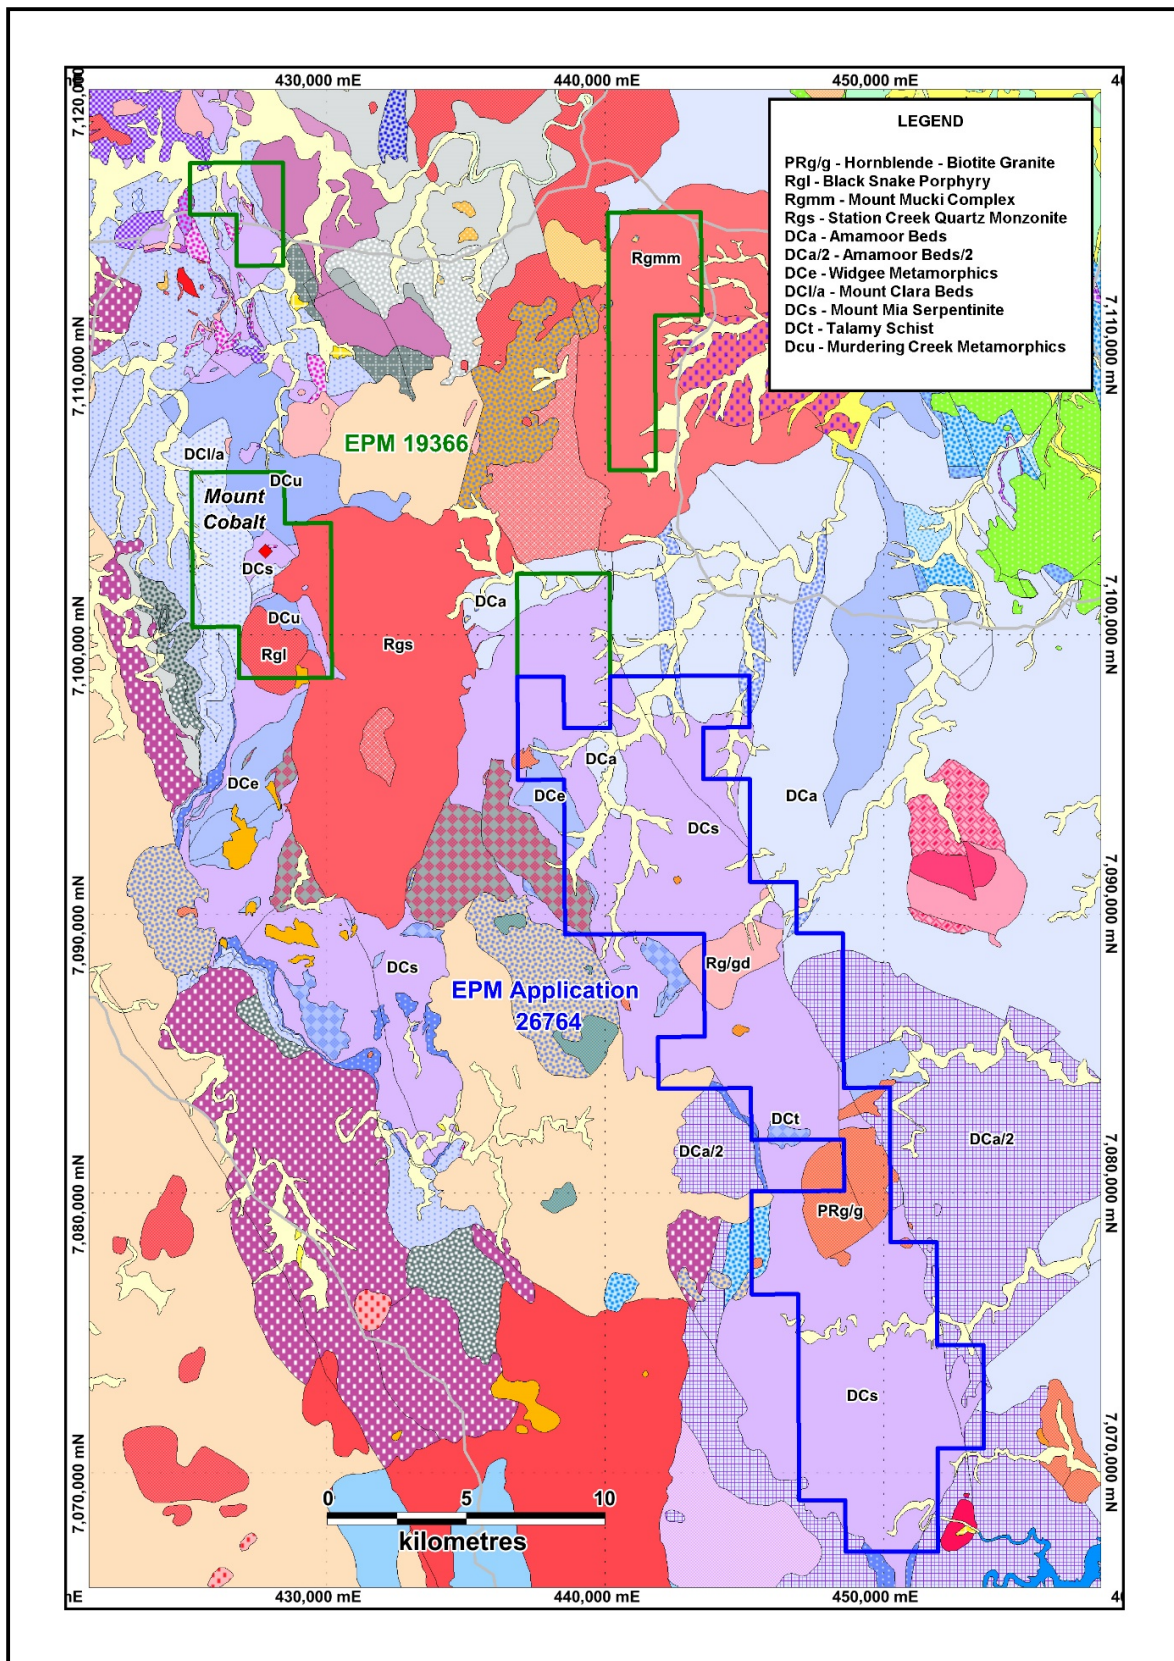 430,000 mE
440,000 mE
450,000 mE
7,120,000
LEGEND
PRg/g - Hornblende - Biotite Granite
Rgl - Black Snake Porphyry
Rgmm - Mount Mucki Complex
Rgs - Station Creek Quartz Monzonite
DCa - Amamoor Beds
DCa/2 - Amamoor Beds/2
DCe - Widgee Metamorphics
DCl/a - Mount Clara Beds
DCs - Mount Mia Serpentinite
DCt - Talamy Schist
Dcu - Murdering Creek Metamorphics
Rgmm
7,110,000 mN
7,110,000 mN
EPM 19366
DCl/a
DCu
Mount
Cobalt
DCs
DCa
DCu
7,100,000 mN
7,100,000 mN
Rgl
Rgs
DCa
DCe
DCe
DCa
DCs
7,090,000 mN
7,090,000 mN
DCs
Rg/gd
EPM Application
26764
DCt
DCa/2
DCa/2
7,080,000 mN
7,080,000 mN
PRg/g
DCs
7,070,000 mN
7,070,000 mN
0
5
10
kilometres
mE
430,000 mE
440,000 mE
450,000 mE